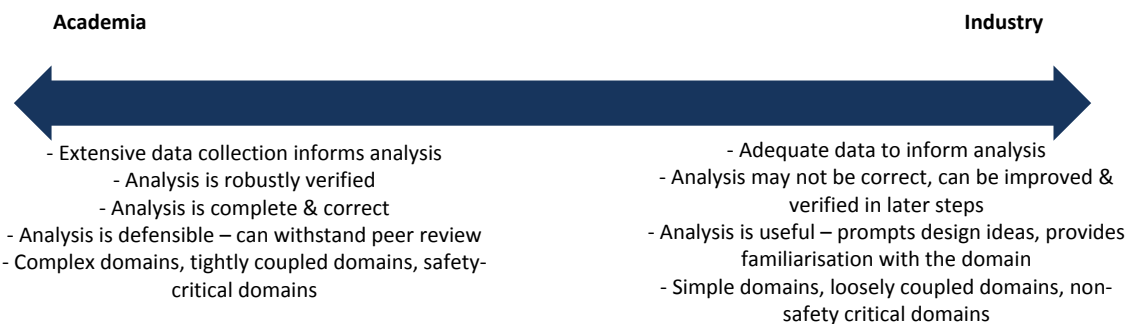 Academia
Industry
- Extensive data collection informs analysis
- Analysis is robustly verified
- Analysis is complete & correct
- Analysis is defensible – can withstand peer review
- Complex domains, tightly coupled domains, safety-
critical domains
- Adequate data to inform analysis
- Analysis may not be correct, can be improved &
verified in later steps
- Analysis is useful – prompts design ideas, provides
familiarisation with the domain
- Simple domains, loosely coupled domains, non-
safety critical domains